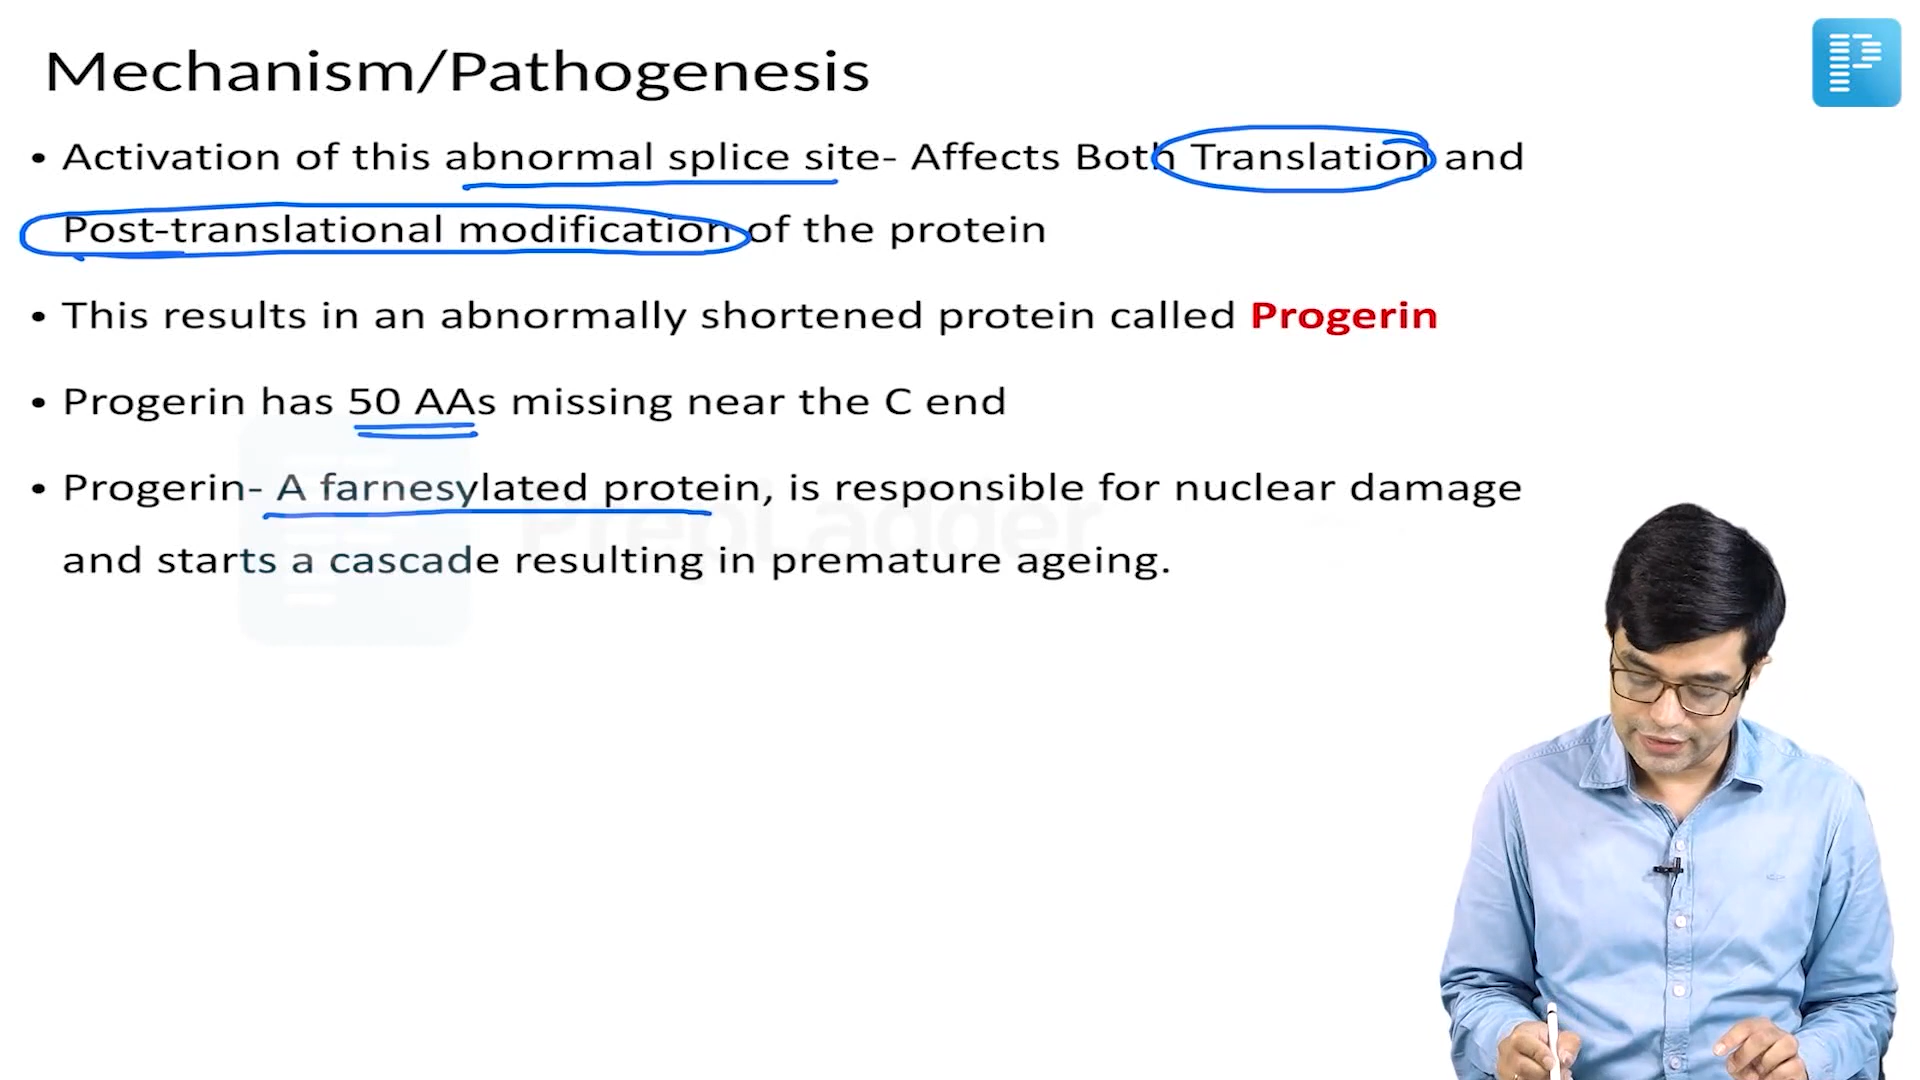 Mechanism/Pathogenesis
• Activation of this abnormal splice site- Affects Both Translation and
Post-translational modification of the protein
• This results in an abnormally shortened protein called Progerin
• Progerin has 50 AAs missing near the C end
• Progerin- A farnesylated protein, is responsible for nuclear damage
PrepLadder
and starts a cascade resulting in premature ageing.